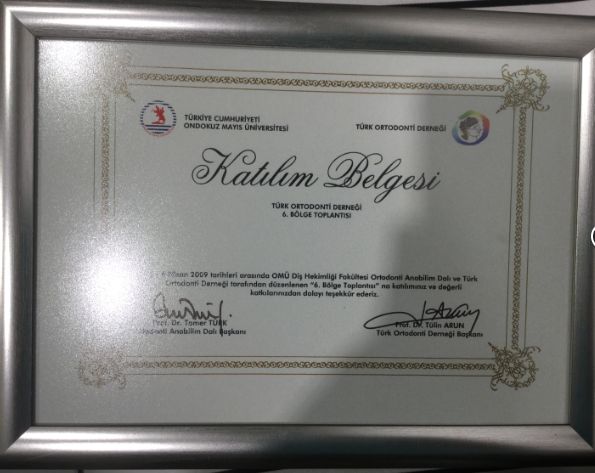 TÜRKİYE CUMHURİYETİ
ONDOKUZ MAYIS ÜNİVERSİTESİ
TÜRK ORTODONTİ DERNEĞİ
Katılım Belgesi
TÜRK ORTODONTİ DERNEĞİ
6. BÖLGE TOPLANTISI
Nisan 2009 tarihleri arasında OMÜ Diş Hekimliği Fakültesi Ortodonti Anabilim Dalı ve Türk
Ortodonti Derneği tarafından düzenlenen "6. Bölge Toplantısı" na katılımınız ve değerli
katkılarınızdan dolayı teşekkür ederiz.
Prof. Dr. Tamer TÜRK
Ortodonti Anabilim Dalı Başkanı
Prof. Dr. Tülin ARUN
Türk Ortodonti Derneği Başkanı